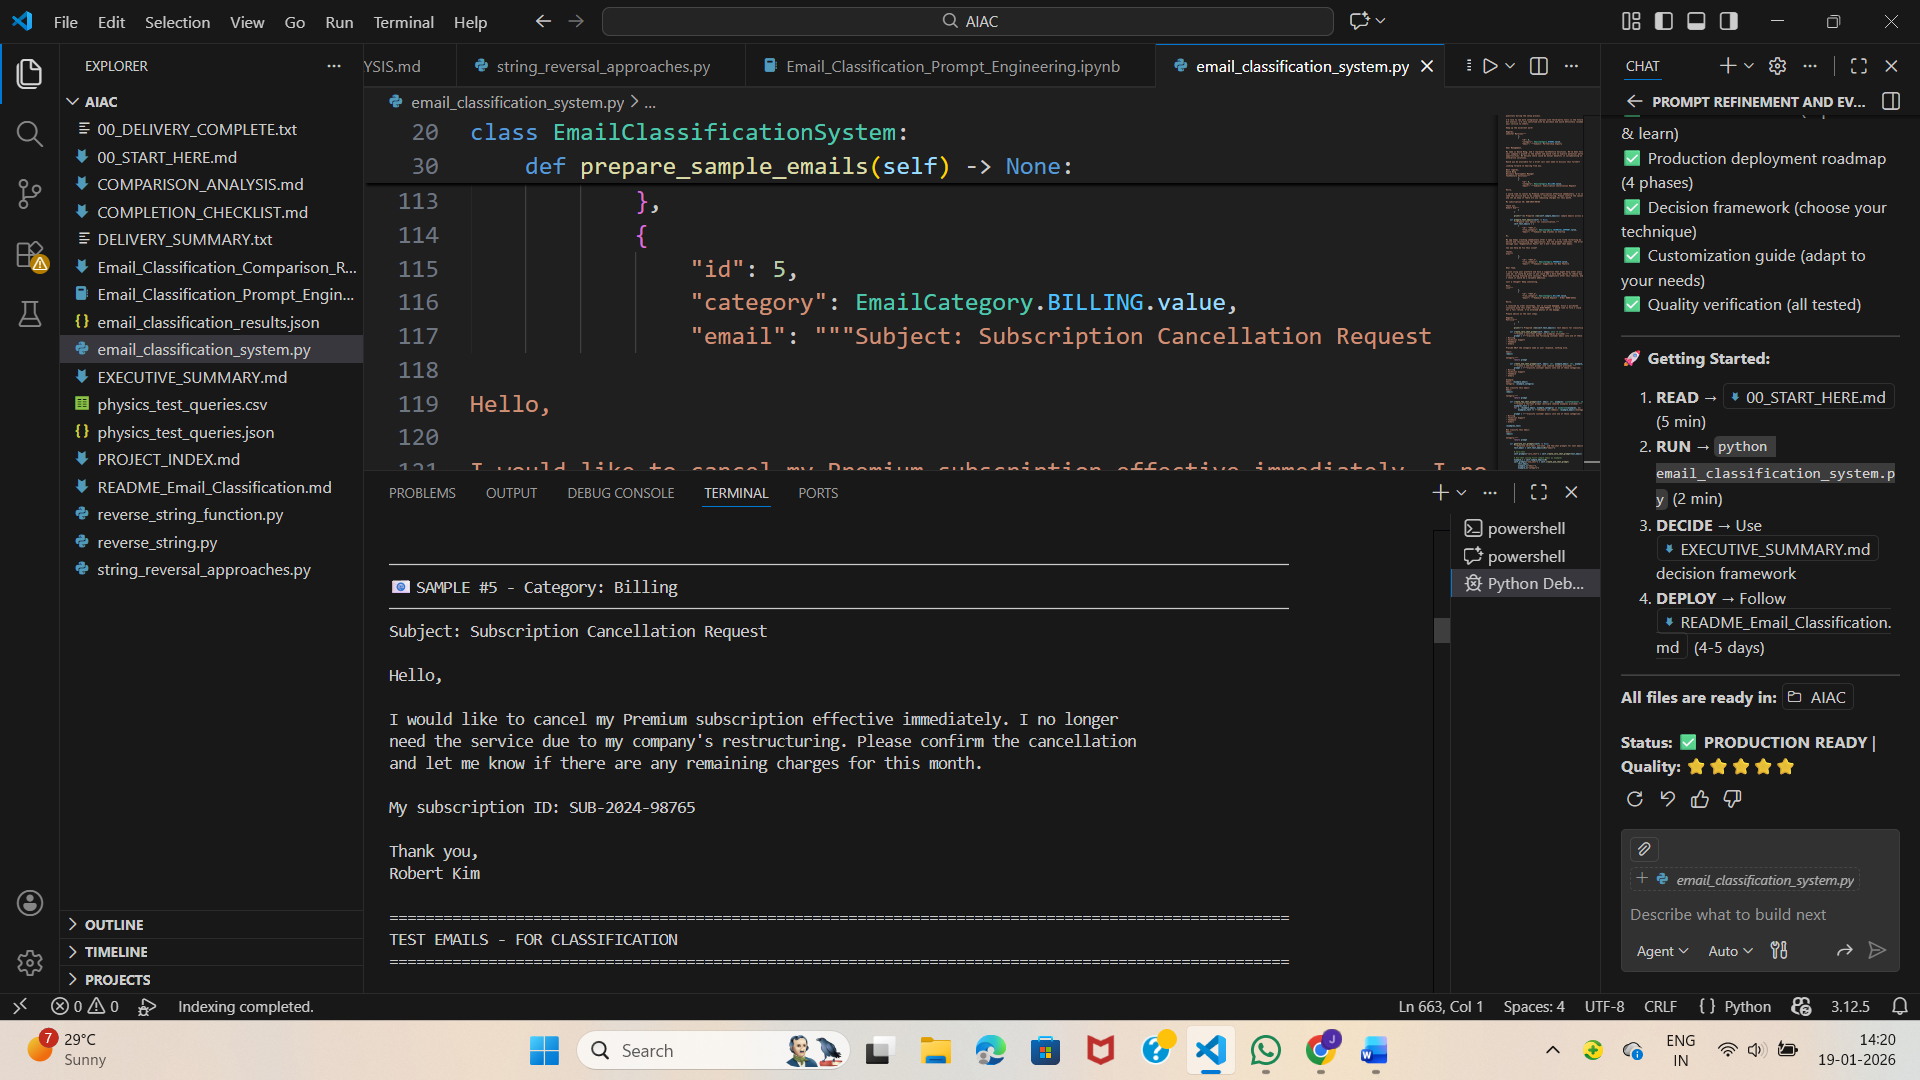 File Edit Selection View Go Run Terminal Help
AIAC
EXPLORER
AIAC
00_DELIVERY_COMPLETE.txt
00_START_HERE.md
COMPARISON_ANALYSIS.md
COMPLETION_CHECKLIST.md
DELIVERY_SUMMARY.txt
Email_Classification_Comparison_R...
Email_Classification_Prompt_Engin...
email_classification_results.json
email_classification_system.py
EXECUTIVE_SUMMARY.md
physics_test_queries.csv
physics_test_queries.json
PROJECT_INDEX.md
README_Email_Classification.md
reverse_string_function.py
reverse_string.py
string_reversal_approaches.py
OUTLINE
TIMELINE
PROJECTS
YSIS.md
string_reversal_approaches.py
Email_Classification_Prompt_Engineering.ipynb
email_classification_system.py
email_classification_system.py > ...
20 class EmailClassificationSystem:
30 def prepare_sample_emails(self) -> None:
113 },
114 {
115 "id": 5,
116 "category": EmailCategory.BILLING.value,
117 "email": """Subject: Subscription Cancellation Request
118
119 Hello,
120
121 I would like to cancel my Premium subscription effective immediately. I no
PROBLEMS OUTPUT DEBUG CONSOLE TERMINAL PORTS
SAMPLE #5 - Category: Billing
Subject: Subscription Cancellation Request
Hello,
I would like to cancel my Premium subscription effective immediately. I no longer
need the service due to my company's restructuring. Please confirm the cancellation
and let me know if there are any remaining charges for this month.
My subscription ID: SUB-2024-98765
Thank you,
Robert Kim
====================================================================================================
TEST EMAILS - FOR CLASSIFICATION
====================================================================================================
powershell
powershell
Python Deb...
CHAT
PROMPT REFINEMENT AND EV...
& learn)
✅ Production deployment roadmap
(4 phases)
✅ Decision framework (choose your
technique)
✅ Customization guide (adapt to
your needs)
✅ Quality verification (all tested)
🚀 Getting Started:
1. READ → 00_START_HERE.md
(5 min)
2. RUN → python
email_classification_system.p
y (2 min)
3. DECIDE → Use
EXECUTIVE_SUMMARY.md
decision framework
4. DEPLOY → Follow
README_Email_Classification.
md (4-5 days)
All files are ready in: AIAC
Status: ✅ PRODUCTION READY |
Quality: ⭐⭐⭐⭐⭐
email_classification_system.py
Describe what to build next
Agent Auto
0 0 Indexing completed.
Ln 663, Col 1 Spaces: 4 UTF-8 CRLF {} Python 3.12.5
7
29°C
Sunny
Search
J
ENG
IN
14:20
19-01-2026